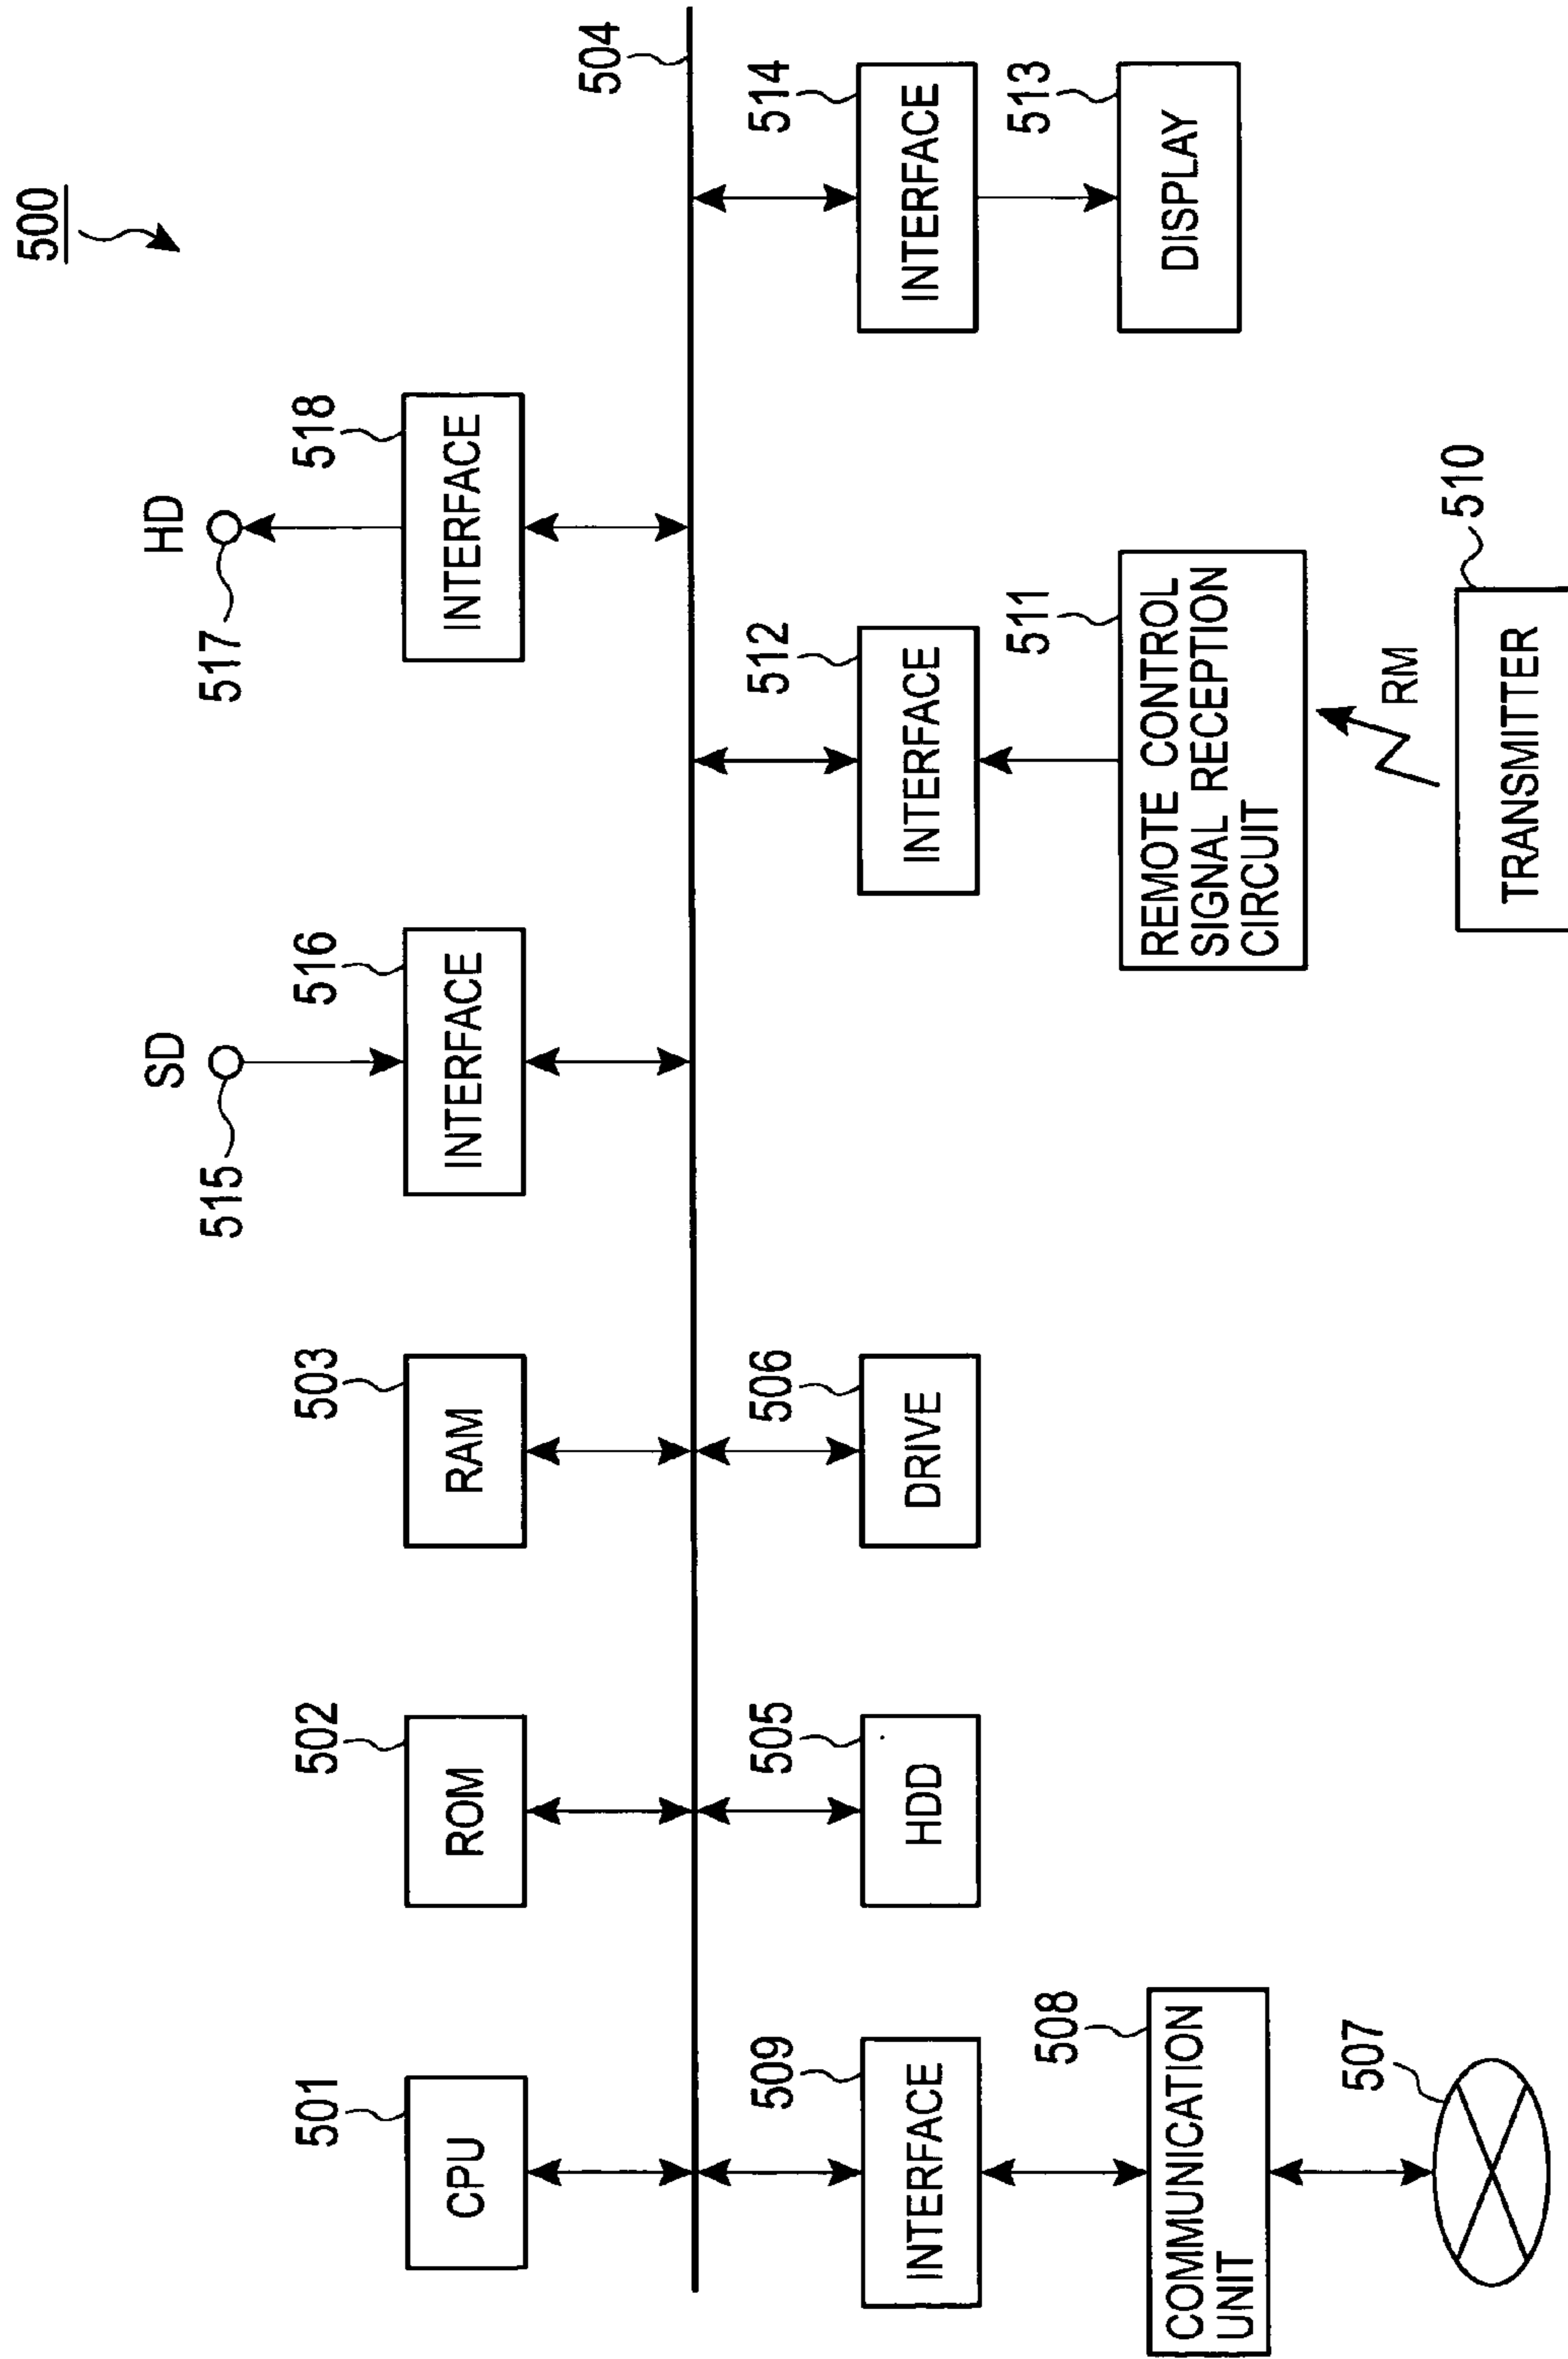 500
SD
HD
515
517
501
CPU
502
ROM
503
RAM
516
INTERFACE
518
INTERFACE
504
509
INTERFACE
505
HDD
506
DRIVE
512
INTERFACE
514
INTERFACE
508
COMMUNICATION
UNIT
511
REMOTE CONTROL
SIGNAL RECEPTION
CIRCUIT
513
DISPLAY
507
RM
510
TRANSMITTER